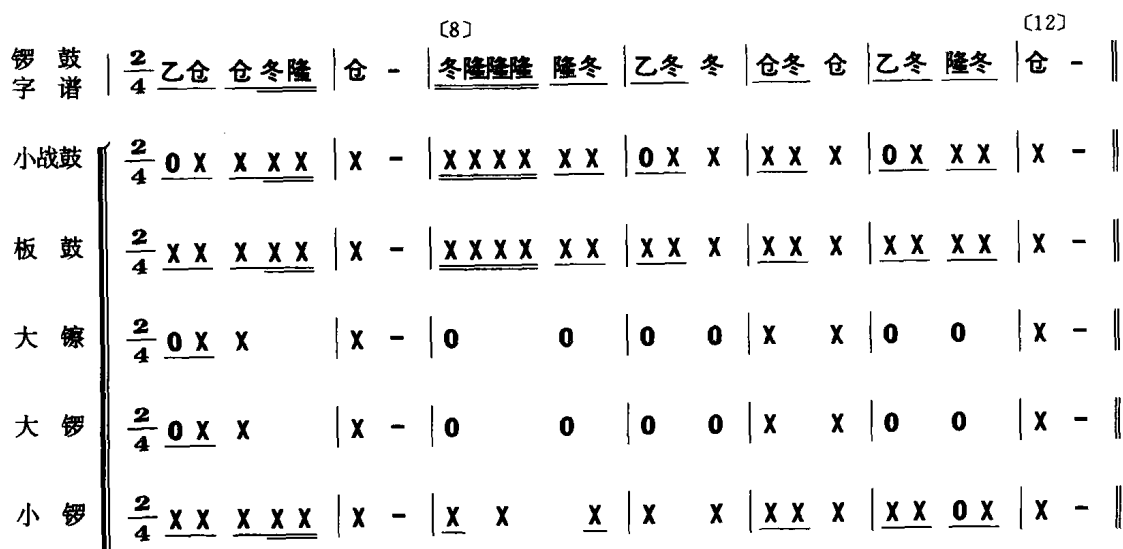 〔8〕 〔12〕
锣 鼓
字 谱 | 2/4 乙仓 仓冬隆 | 仓 - | 冬隆隆隆 隆冬 | 乙冬 冬 | 仓冬 仓 | 乙冬 隆冬 | 仓 - ‖
小战鼓 2/4 0 X X X X | X - | X X X X X X | 0 X X | X X X | 0 X X X | X - ‖
板 鼓 2/4 X X X X X | X - | X X X X X X | X X X | X X X | X X X X | X - ‖
大 镲 2/4 0 X X | X - | 0 0 | 0 0 | X X | 0 0 | X - ‖
大 锣 2/4 0 X X | X - | 0 0 | 0 0 | X X | 0 0 | X - ‖
小 锣 2/4 X X X X X | X - | X X X | X X | X X X | X X 0 X | X - ‖